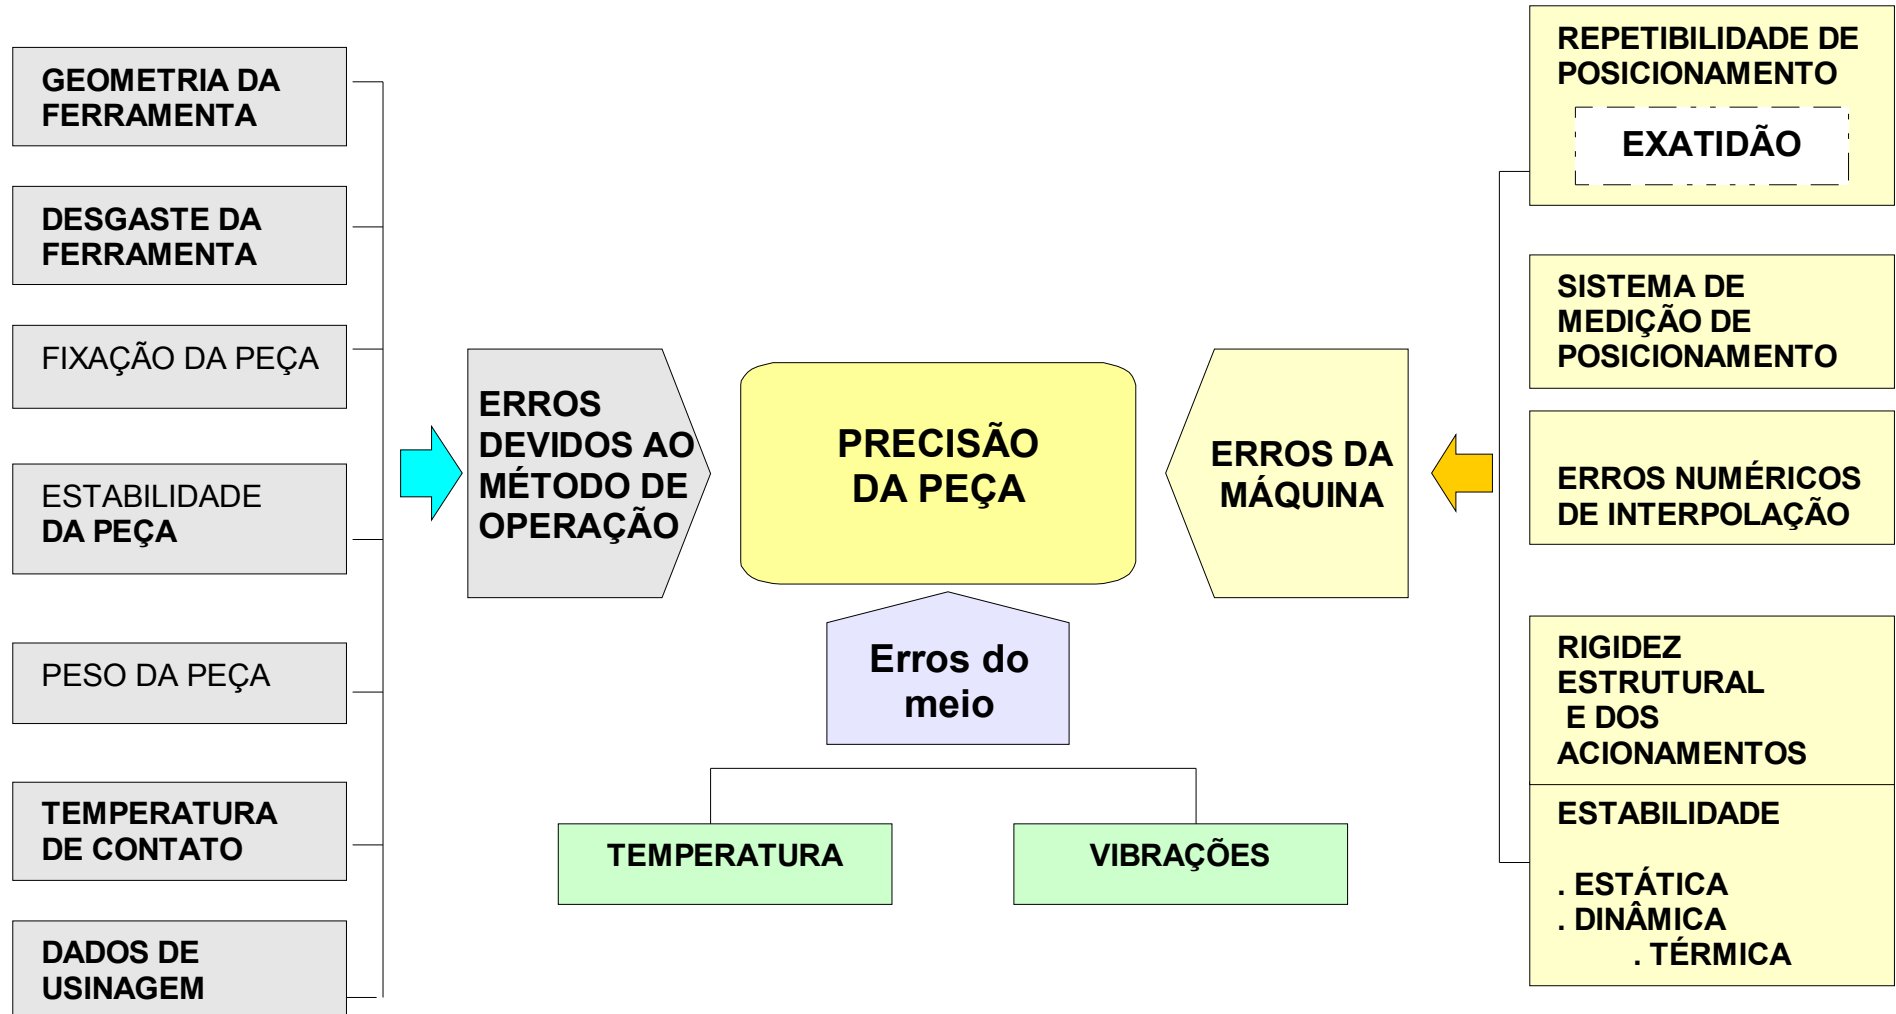 GEOMETRIA DA
FERRAMENTA
DESGASTE DA
FERRAMENTA
FIXAÇÃO DA PEÇA
ESTABILIDADE
DA PEÇA
PESO DA PEÇA
TEMPERATURA
DE CONTATO
DADOS DE
USINAGEM
ERROS
DEVIDOS AO
MÉTODO DE
OPERAÇÃO
PRECISÃO
DA PEÇA
Erros do
meio
TEMPERATURA
VIBRAÇÕES
ERROS DA
MÁQUINA
REPETIBILIDADE DE
POSICIONAMENTO
EXATIDÃO
SISTEMA DE
MEDIÇÃO DE
POSICIONAMENTO
ERROS NUMÉRICOS
DE INTERPOLAÇÃO
RIGIDEZ
ESTRUTURAL
E DOS
ACIONAMENTOS
ESTABILIDADE
. ESTÁTICA
. DINÂMICA
. TÉRMICA